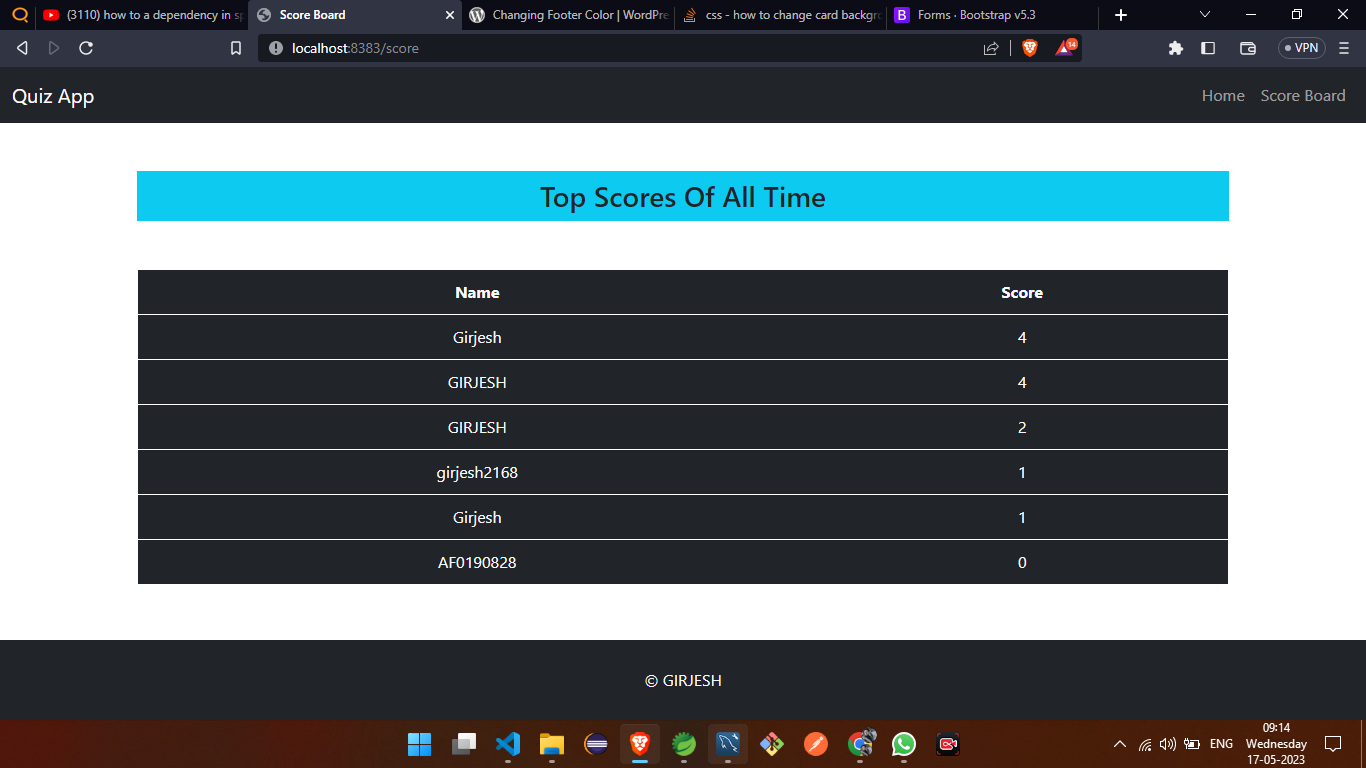 (3110) how to a dependency in sp
Score Board
Changing Footer Color | WordPre
css - how to change card backgro
Forms · Bootstrap v5.3
localhost:8383/score
14
VPN
Quiz App
Home
Score Board
Top Scores Of All Time
Name Score
Girjesh 4
GIRJESH 4
GIRJESH 2
girjesh2168 1
Girjesh 1
AF0190828 0
© GIRJESH
ENG
09:14
Wednesday
17-05-2023